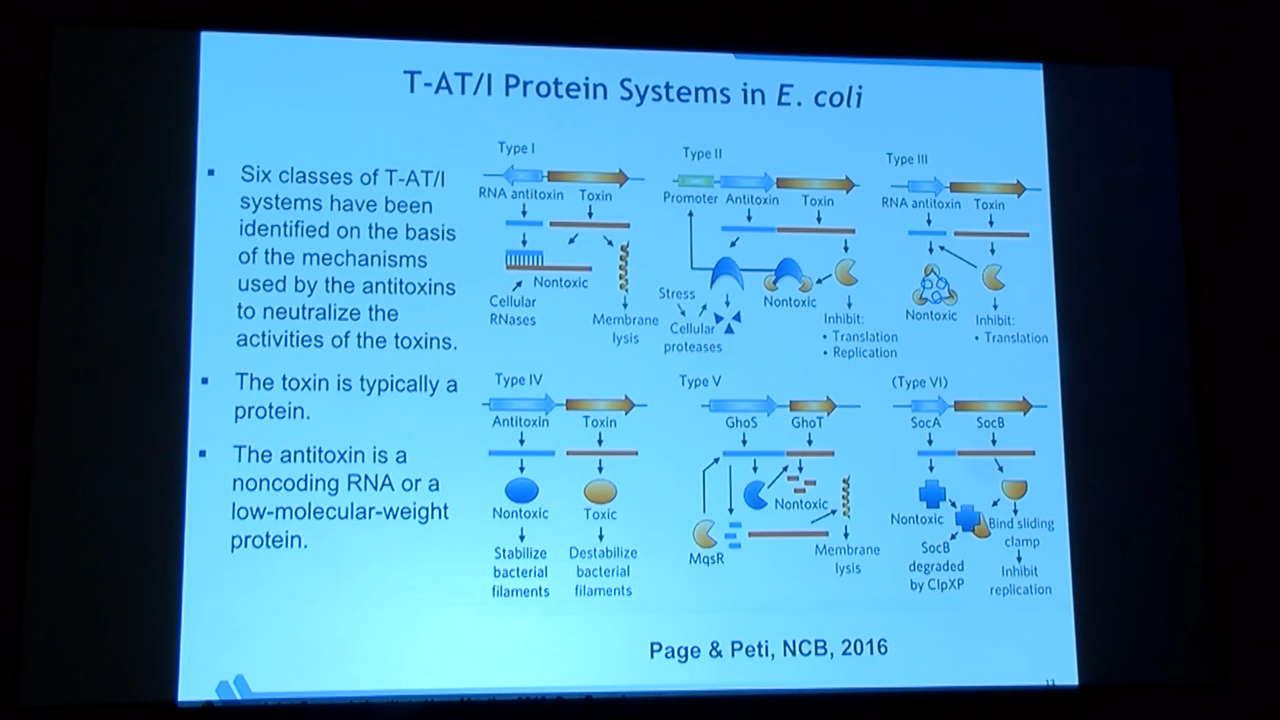 T-AT/I Protein Systems in E. coli
▪ Six classes of T-AT/I
systems have been
identified on the basis
of the mechanisms
used by the antitoxins
to neutralize the
activities of the toxins.
▪ The toxin is typically a
protein.
▪ The antitoxin is a
noncoding RNA or a
low-molecular-weight
protein.
Type I
RNA antitoxin Toxin
Nontoxic
Cellular
RNases
Membrane
lysis
Type II
Promoter Antitoxin Toxin
Stress
Cellular
proteases
Nontoxic
Inhibit:
• Translation
• Replication
Type III
RNA antitoxin Toxin
Nontoxic
Inhibit:
• Translation
Type IV
Antitoxin Toxin
Nontoxic Toxic
Stabilize
bacterial
filaments
Destabilize
bacterial
filaments
Type V
GhoS GhoT
Nontoxic
MqsR
Membrane
lysis
(Type VI)
SocA SocB
Nontoxic
Bind sliding
clamp
SocB
degraded
by ClpXP
Inhibit
replication
Page & Peti, NCB, 2016
13